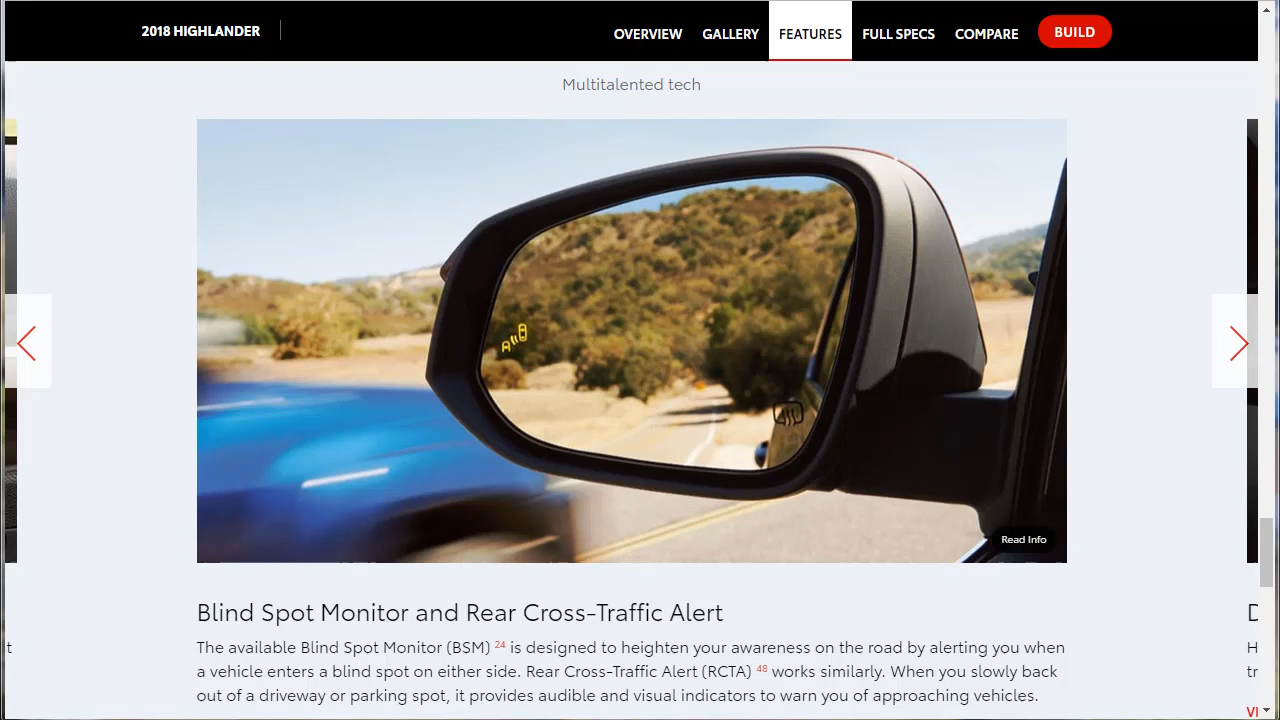 2018 HIGHLANDER
OVERVIEW GALLERY FEATURES FULL SPECS COMPARE BUILD
Multitalented tech
Read Info
Blind Spot Monitor and Rear Cross-Traffic Alert
The available Blind Spot Monitor (BSM) 24 is designed to heighten your awareness on the road by alerting you when
a vehicle enters a blind spot on either side. Rear Cross-Traffic Alert (RCTA) 48 works similarly. When you slowly back
out of a driveway or parking spot, it provides audible and visual indicators to warn you of approaching vehicles.